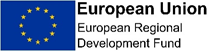 European Union
European Regional
Development Fund